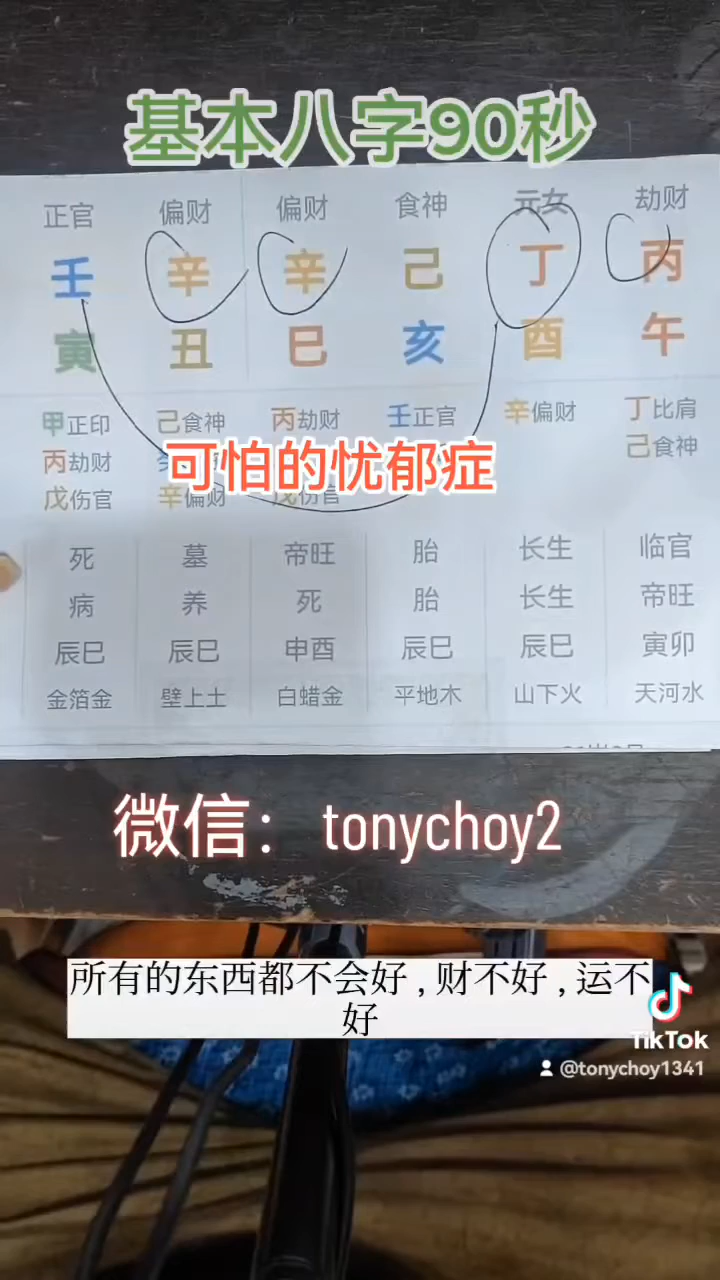 基本八字90秒
正官 偏财 偏财 食神 元女 劫财
壬 辛 辛 己 丁 丙
寅 丑 巳 亥 酉 午
甲正印 己食神 丙劫财 壬正官 辛偏财 丁比肩
丙劫财 己食神
可怕的忧郁症
戊伤官 辛偏财 戊伤官
死 墓 帝旺 胎 长生 临官
病 养 死 胎 长生 帝旺
辰巳 辰巳 申酉 辰巳 辰巳 寅卯
金箔金 壁上土 白蜡金 平地木 山下火 天河水
微信： tonychoy2
所有的东西都不会好，财不好，运不
好
TikTok
@tonychoy1341